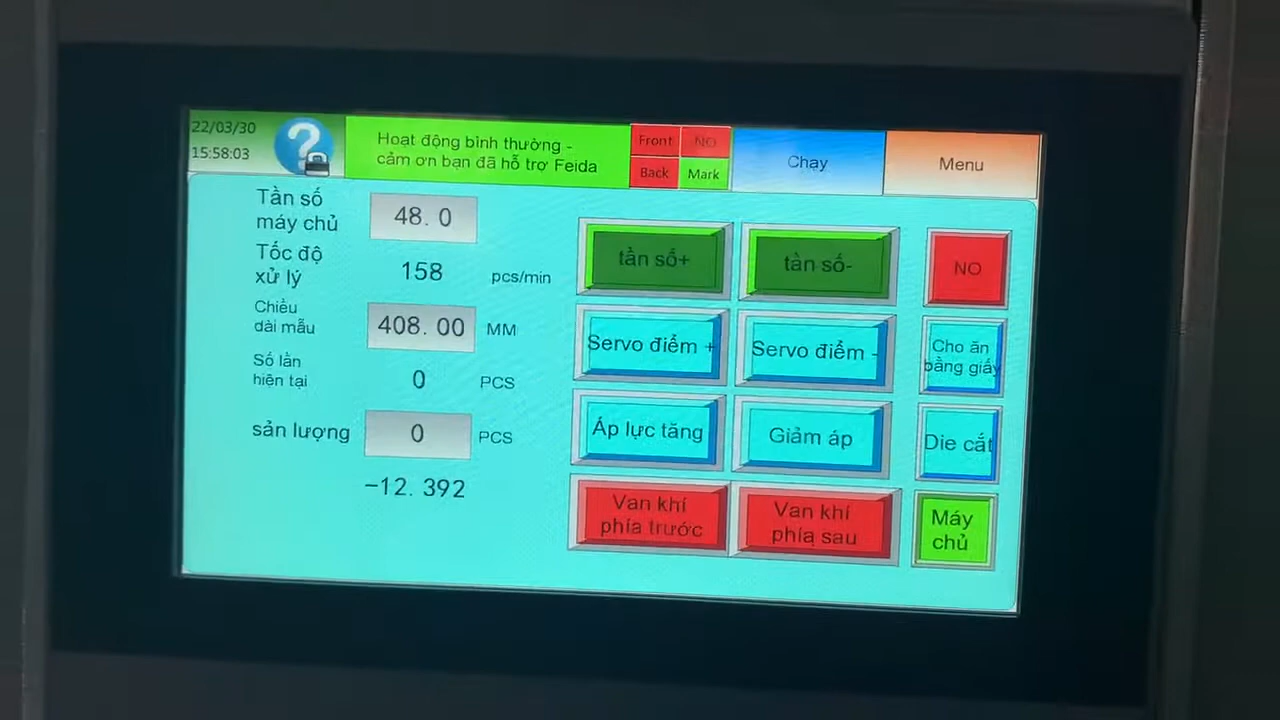 22/03/30
15:58:03
Hoạt động bình thường -
cảm ơn bạn đã hỗ trợ Feida
Front NO
Back Mark
Chạy
Menu
Tần số
máy chủ
48.0
Tốc độ
xử lý
158 pcs/min
Chiều
dài mẫu
408.00 MM
Số lần
hiện tại
0 PCS
sản lượng
0 PCS
-12.392
tần số+
tần số-
NO
Servo điểm +
Servo điểm -
Cho ăn
bằng giấy
Áp lực tăng
Giảm áp
Die cắt
Van khí
phía trước
Van khí
phía sau
Máy
chủ